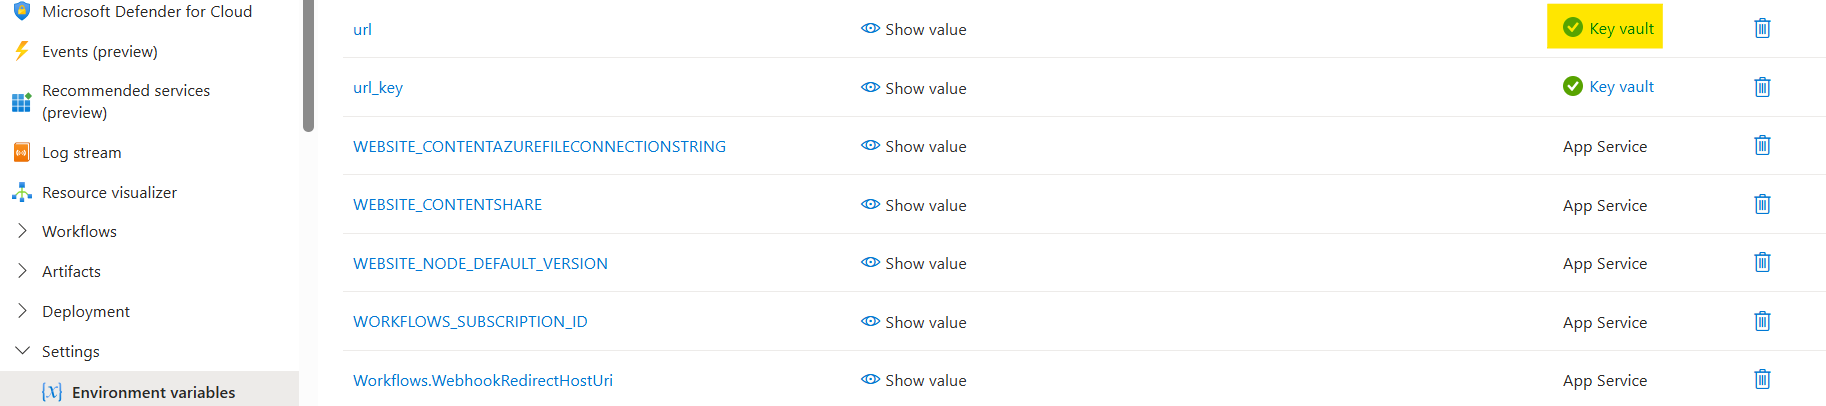 Microsoft Defender for Cloud
Events (preview)
Recommended services
(preview)
Log stream
Resource visualizer
Workflows
Artifacts
Deployment
Settings
{x} Environment variables
url Show value Key vault
url_key Show value Key vault
WEBSITE_CONTENTAZUREFILECONNECTIONSTRING Show value App Service
WEBSITE_CONTENTSHARE Show value App Service
WEBSITE_NODE_DEFAULT_VERSION Show value App Service
WORKFLOWS_SUBSCRIPTION_ID Show value App Service
Workflows.WebhookRedirectHostUri Show value App Service